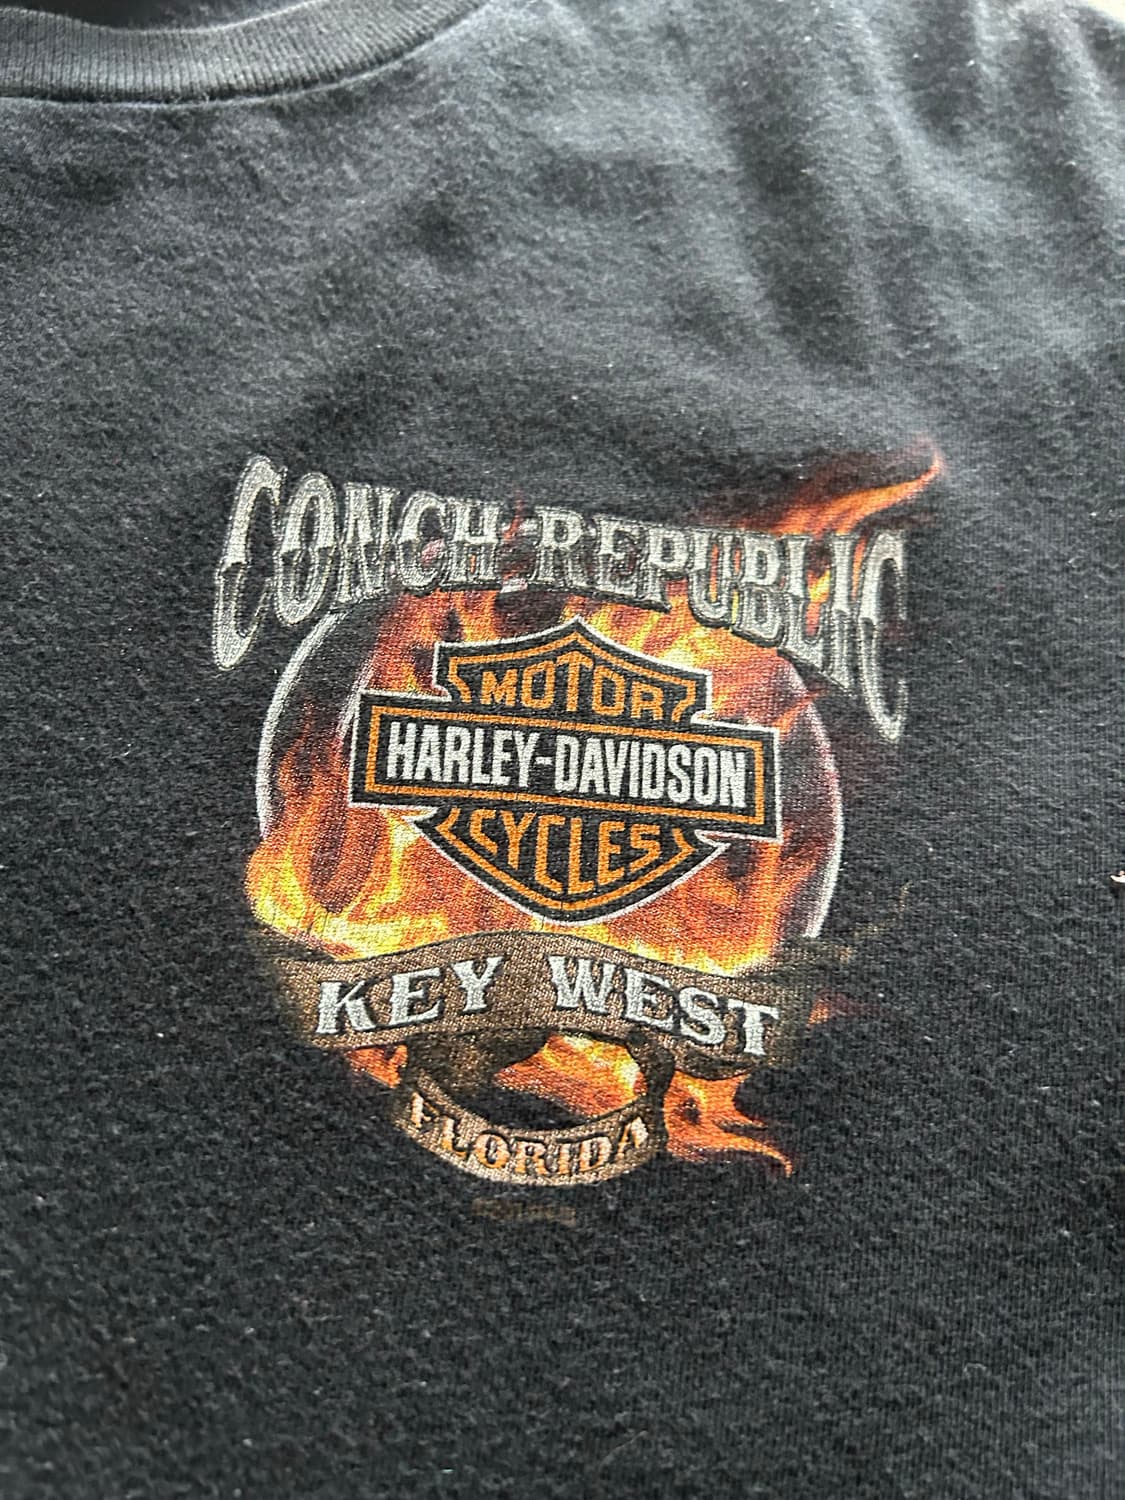 CONCH REPUBLIC
MOTOR
HARLEY-DAVIDSON
CYCLES
KEY WEST
FLORIDA